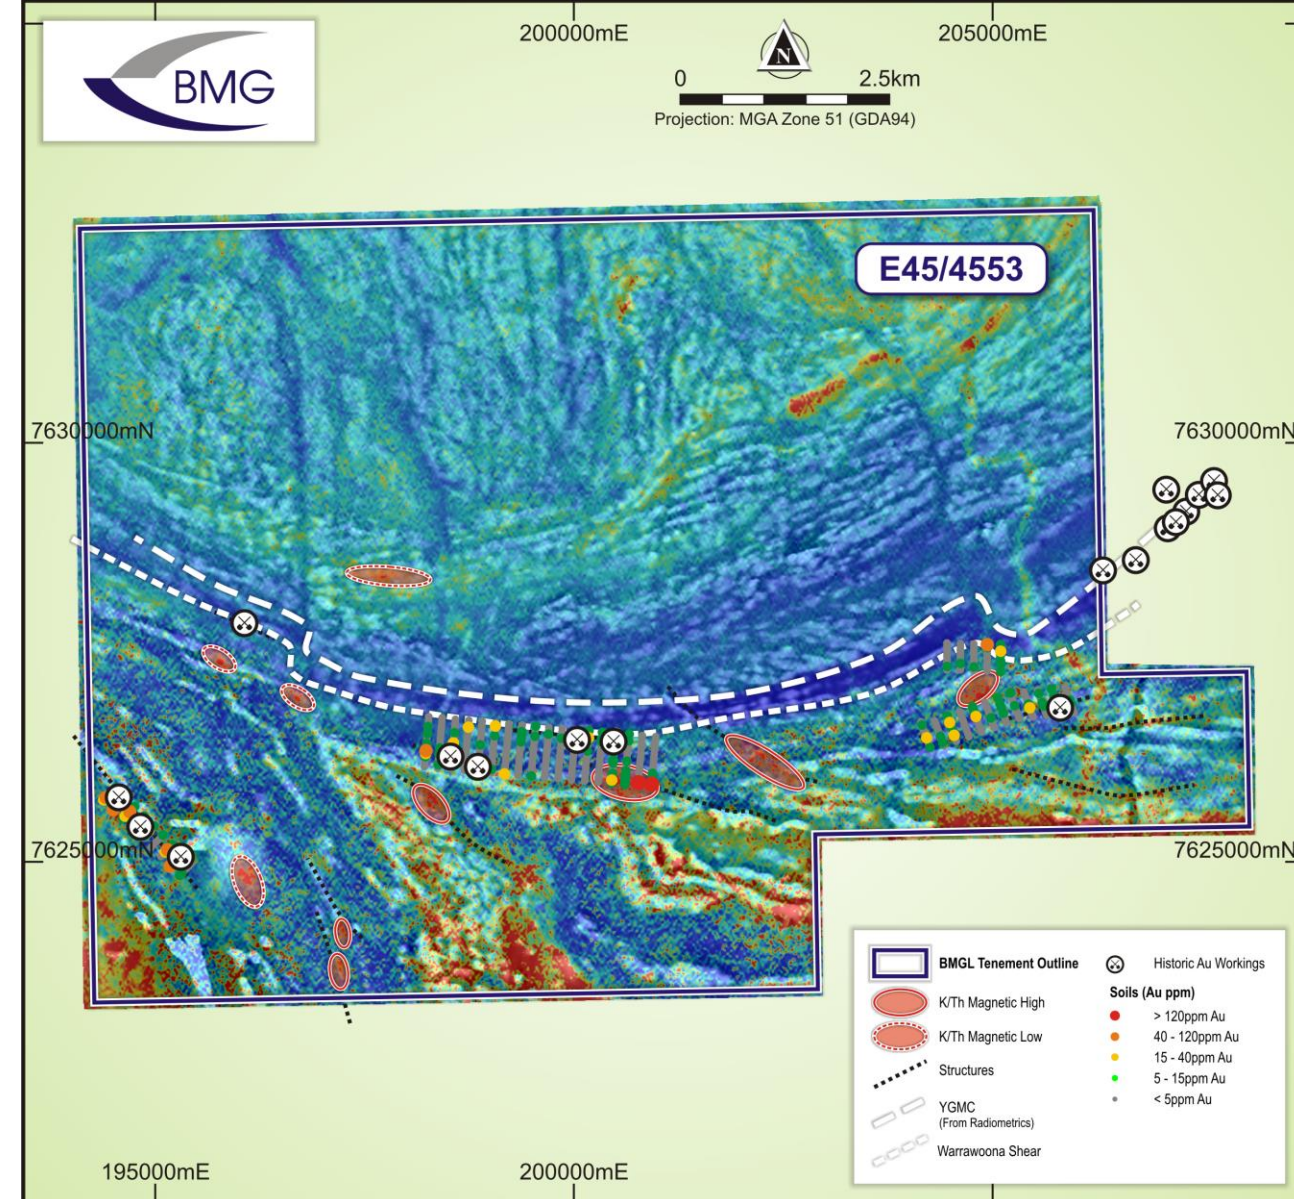 200000mE
205000mE
BMG
N
0
2.5km
Projection: MGA Zone 51 (GDA94)
E45/4553
7630000mN
7630000mN
7625000mN
7625000mN
BMGL Tenement Outline
K/Th Magnetic High
K/Th Magnetic Low
Structures
YGMC
(From Radiometrics)
Warrawoona Shear
Historic Au Workings
Soils (Au ppm)
> 120ppm Au
40 - 120ppm Au
15 - 40ppm Au
5 - 15ppm Au
< 5ppm Au
195000mE
200000mE